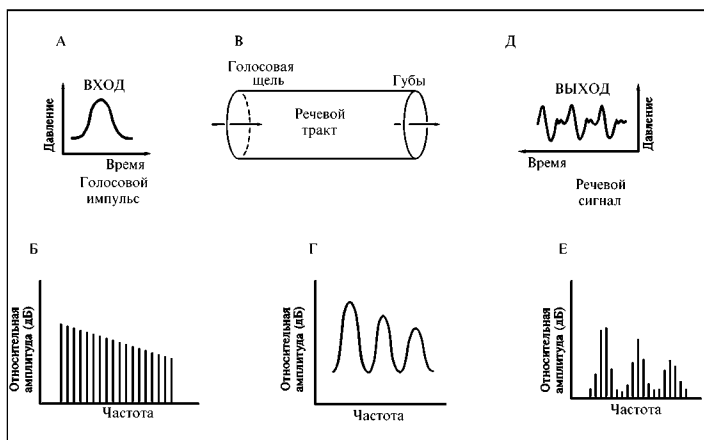 А
ВХОД
Давление
Время
Голосовой
импульс
В
Голосовая
щель
Губы
Речевой
тракт
Д
ВЫХОД
Давление
Время
Речевой
сигнал
Б
Относительная
амплитуда (дБ)
Частота
Г
Относительная
амплитуда (дБ)
Частота
Е
Относительная
амплитуда (дБ)
Частота